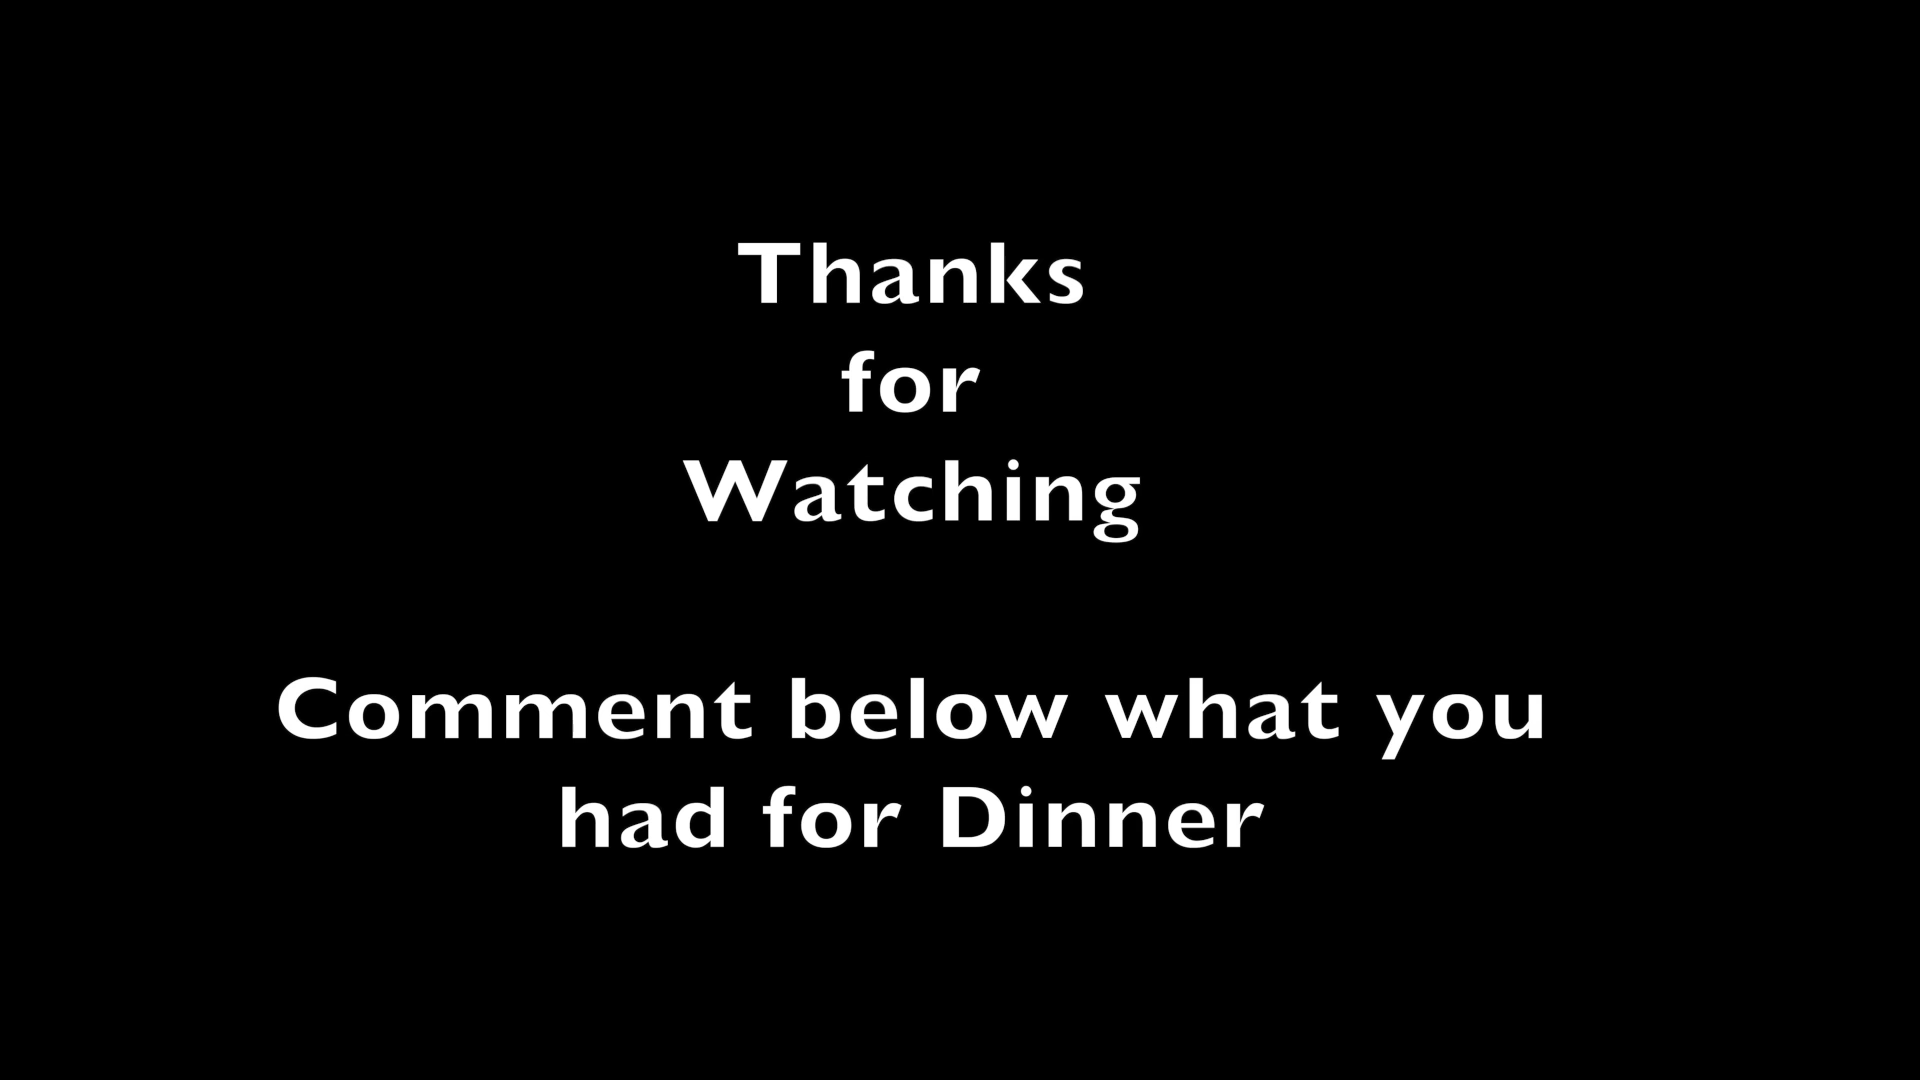 Thanks
for
Watching
Comment below what you
had for Dinner